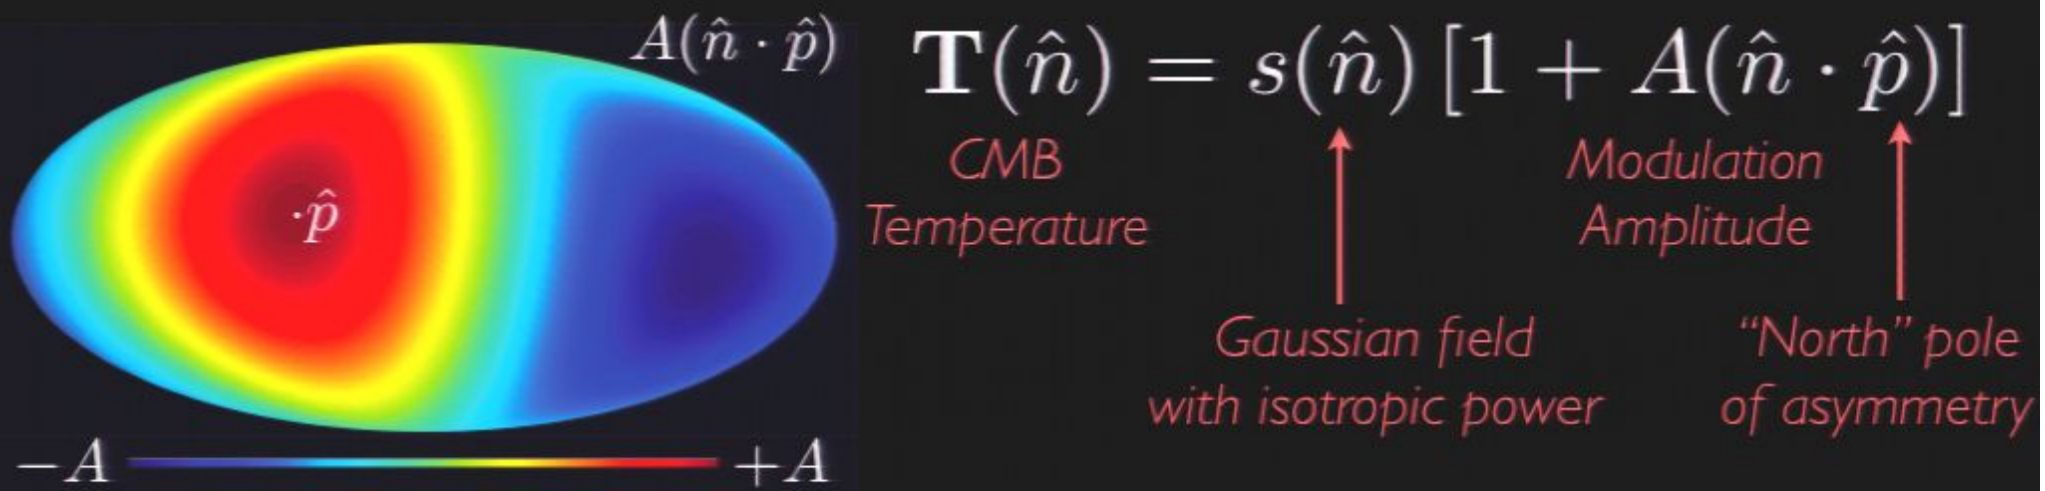 A(n̂ · p̂)
·p̂
−A
+A
T(n̂) = s(n̂) [1 + A(n̂ · p̂)]
CMB
Temperature
Modulation
Amplitude
Gaussian field
with isotropic power
“North” pole
of asymmetry